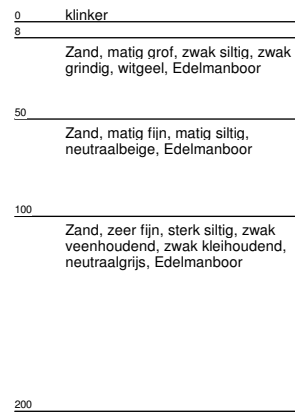 0 klinker
8
Zand, matig grof, zwak siltig, zwak
grindig, witgeel, Edelmanboor
50
Zand, matig fijn, matig siltig,
neutraalbeige, Edelmanboor
100
Zand, zeer fijn, sterk siltig, zwak
veenhoudend, zwak kleihoudend,
neutraalgrijs, Edelmanboor
200